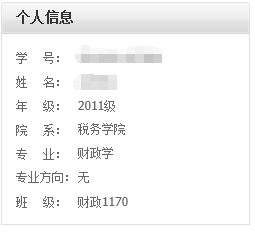 个人信息
学 号：
姓 名：
年 级： 2011级
院 系： 税务学院
专 业： 财政学
专业方向: 无
班 级： 财政1170